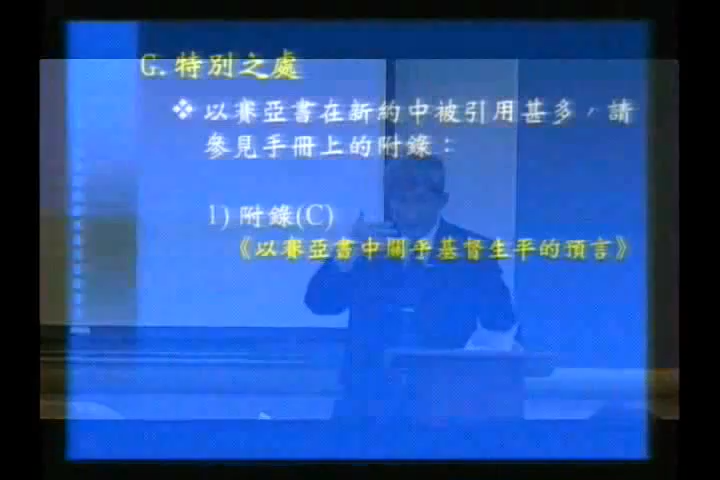 G. 特別之處
❖ 以賽亞書在新約中被引用甚多，請
參見手冊上的附錄：
1) 附錄(C)
《以賽亞書中關乎基督生平的預言》